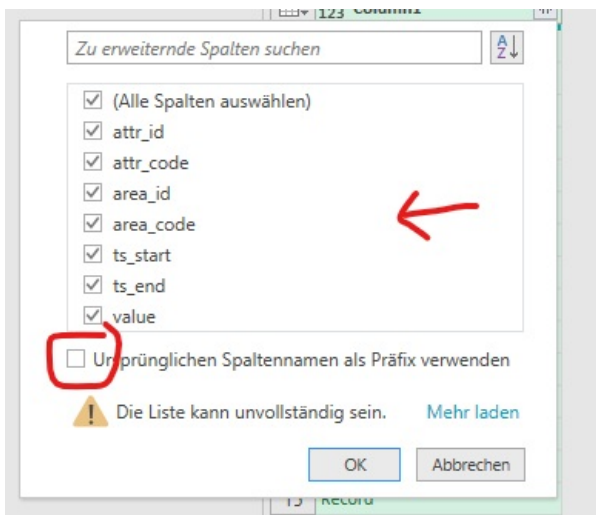 123 Column1
Zu erweiternde Spalten suchen
A
Z
(Alle Spalten auswählen)
attr_id
attr_code
area_id
area_code
ts_start
ts_end
value
Ursprünglichen Spaltennamen als Präfix verwenden
Die Liste kann unvollständig sein. Mehr laden
OK Abbrechen
15 Record